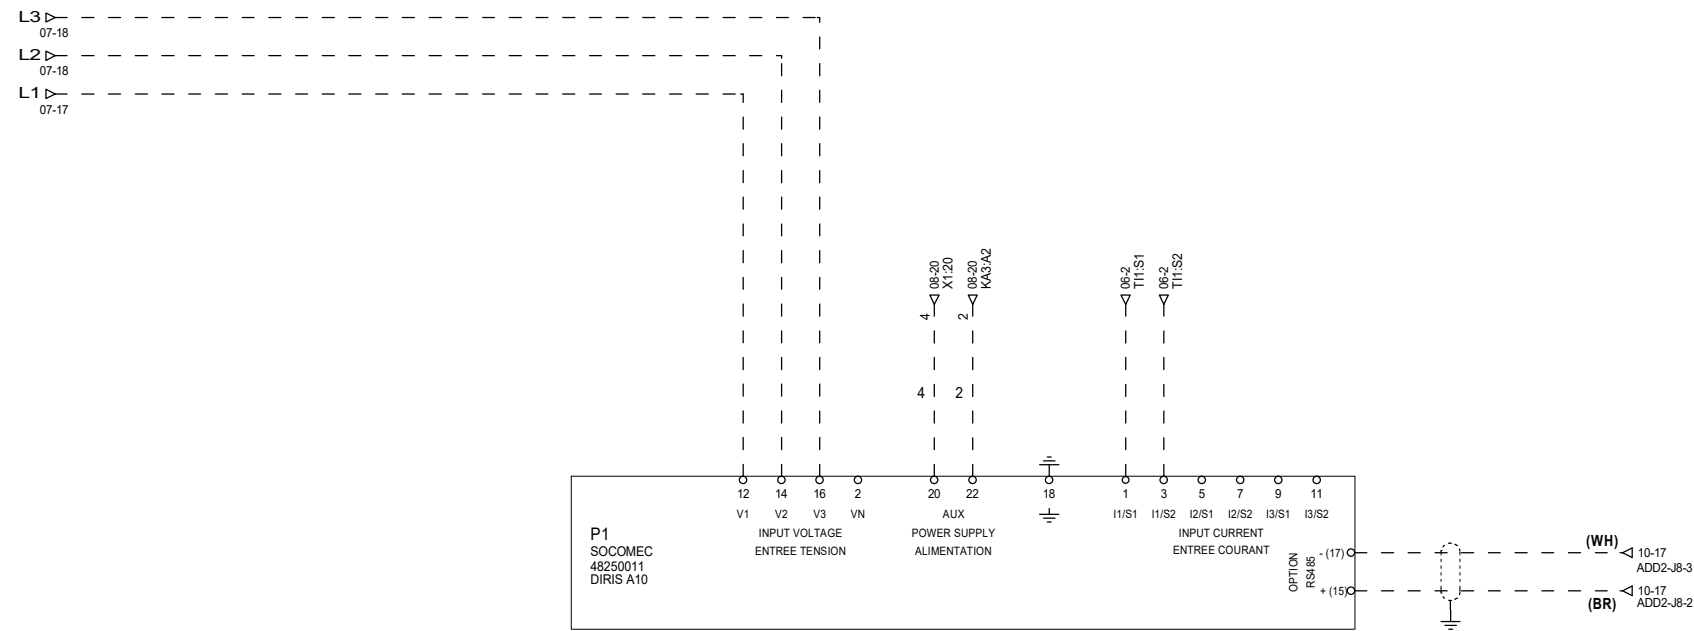 L3
07-18
L2
07-18
L1
07-17
08-20
X1:20
08-20
KA3:A2
06-2
TI1:S1
06-2
TI1:S2
4
2
4
2
12 14 16 2 20 22 18 1 3 5 7 9 11
V1 V2 V3 VN AUX I1/S1 I1/S2 I2/S1 I2/S2 I3/S1 I3/S2
INPUT VOLTAGE
ENTREE TENSION
POWER SUPPLY
ALIMENTATION
INPUT CURRENT
ENTREE COURANT
P1
SOCOMEC
48250011
DIRIS A10
OPTION
RS485
- (17)
+ (15)
(WH)
10-17
ADD2-J8-3
(BR)
10-17
ADD2-J8-2